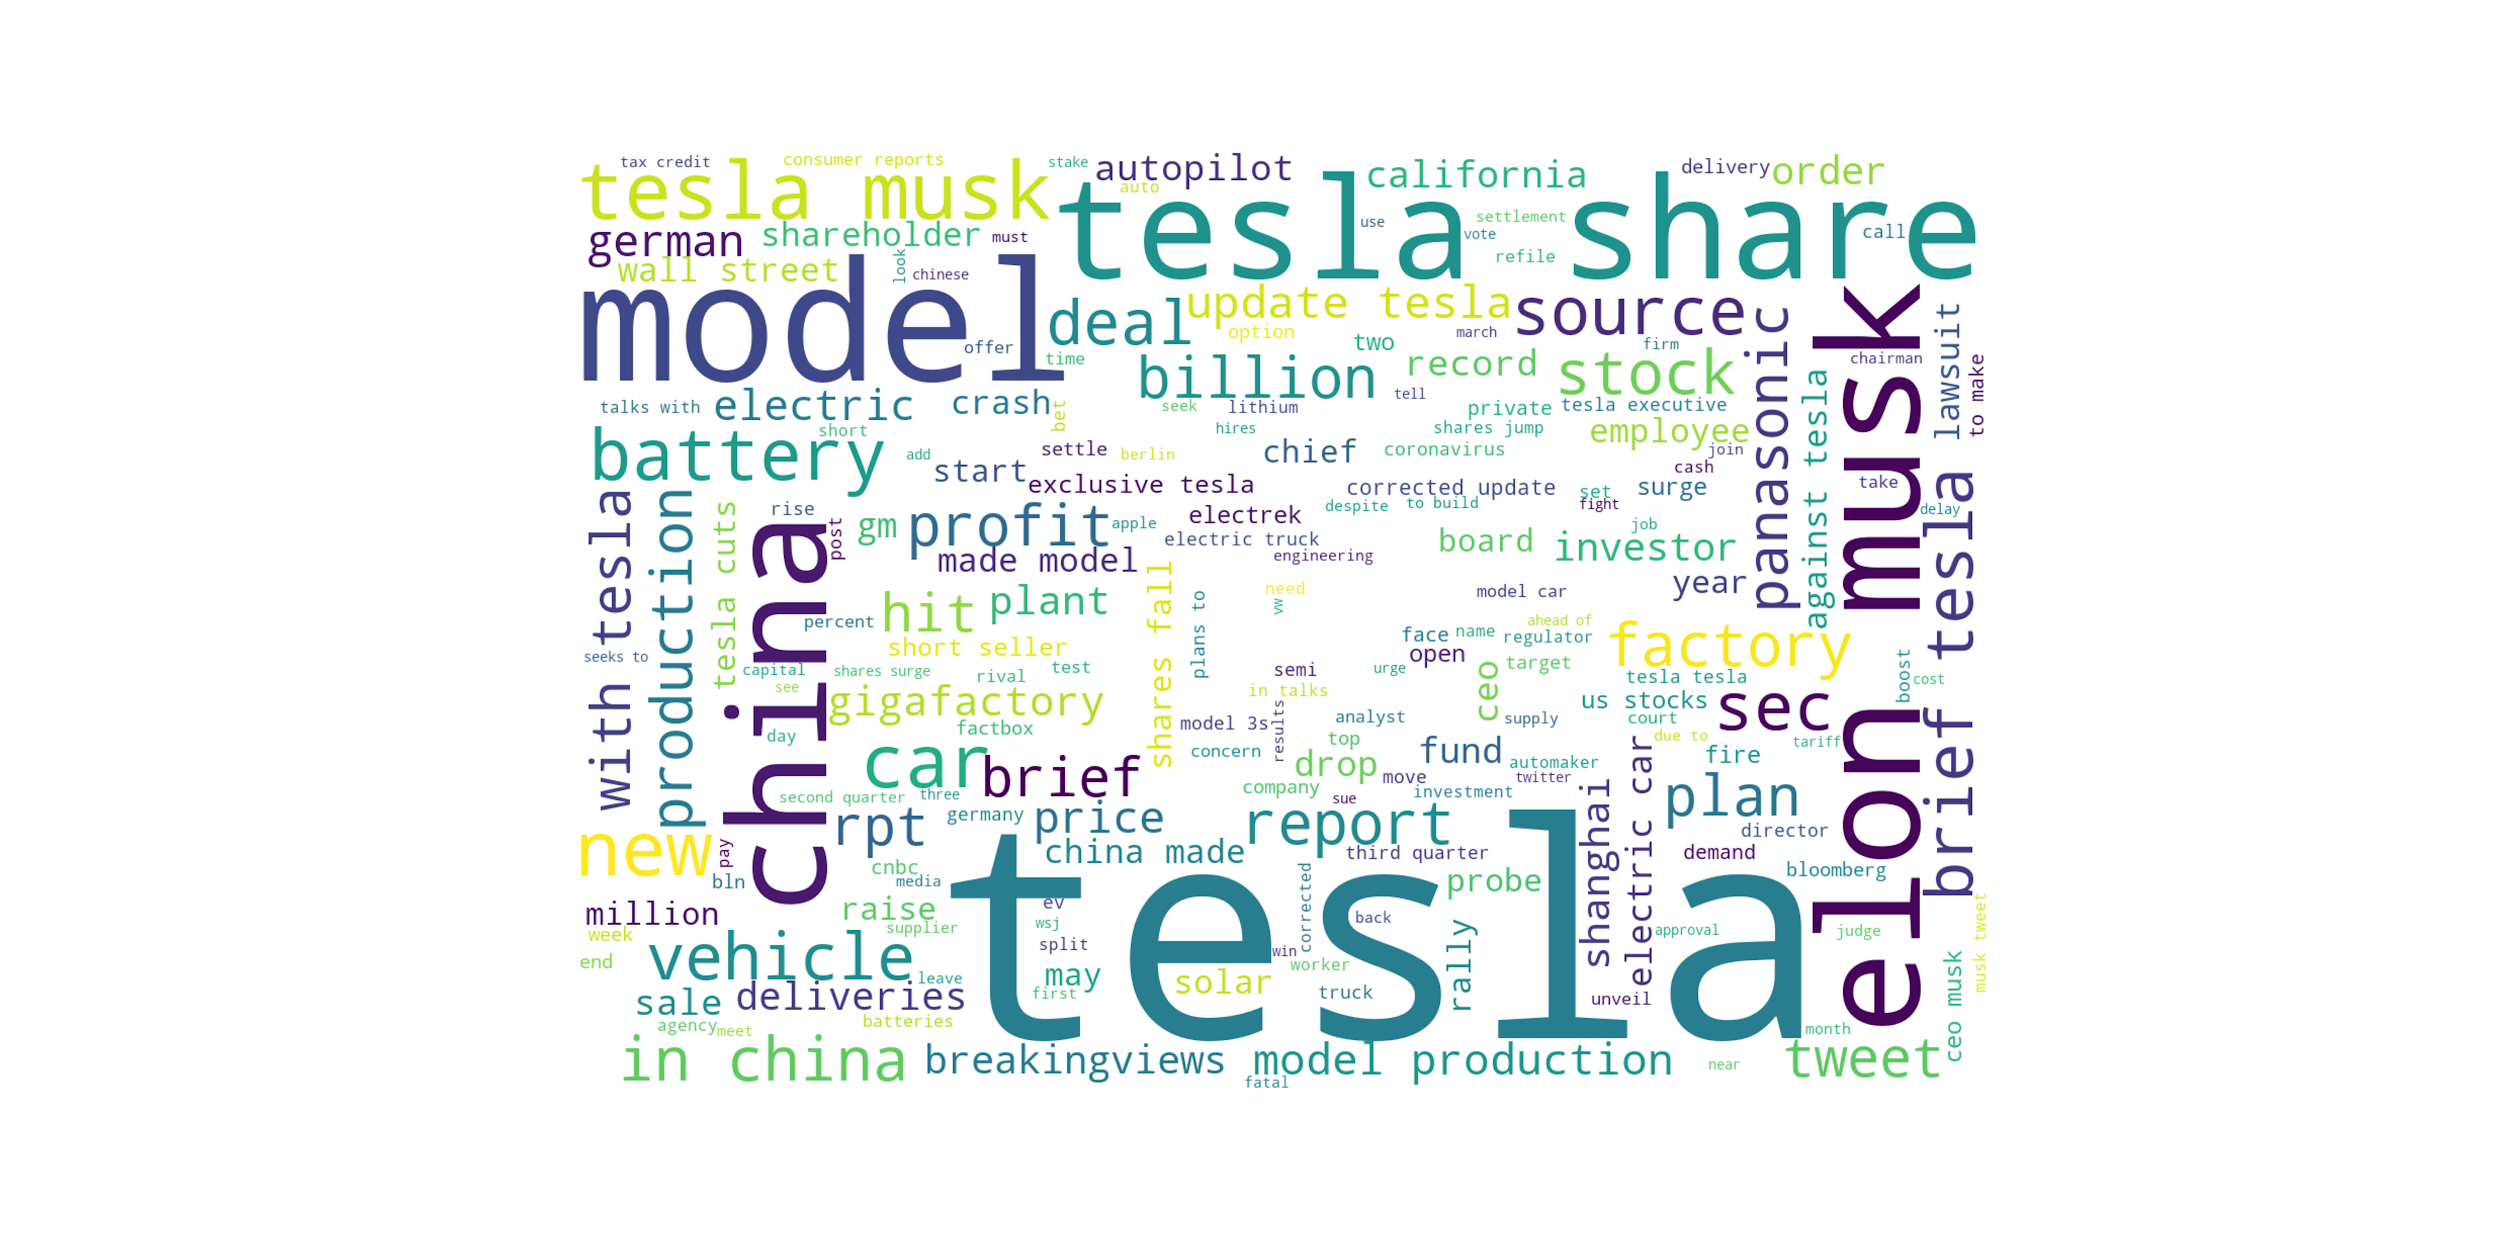 tax credit
consumer reports
stake
autopilot
california
delivery
order
tesla musk
auto
tesla share
use
settlement
vote
call
german
shareholder
must
refile
wall street
look
chinese
model
deal
update tesla
source
option
march
panasonic
elon musk
lawsuit
offer
time
two
firm
billion
record
stock
chairman
to make
talks with
electric
crash
bet
seek
lithium
tell
private
tesla executive
against tesla
battery
short
hires
shares jump
employee
add
settle
berlin
chief
coronavirus
join
start
cash
exclusive tesla
corrected update
set
surge
take
brief tesla
with tesla
production
tesla cuts
china
rise
post
gm
profit
apple
electrek
despite
to build
fight
delay
job
made model
electric truck
engineering
board
investor
shares fall
year
hit
plant
plans to
need
vw
model car
percent
short seller
face
name
ahead of
regulator
factory
seeks to
capital
see
shares surge
rival
test
semi
urge
open
ceo
target
tesla tesla
boost
cost
gigafactory
in talks
us stocks
sec
factbox
model 3s
results
analyst
supply
court
day
car
brief
concern
top
fund
due to
tariff
fire
drop
move
automaker
twitter
electric car
second quarter
three
company
sue
investment
shanghai
plan
new
rpt
germany
price
report
tesla
director
pay
bln
china made
third quarter
demand
cnbc
media
probe
bloomberg
million
raise
ev
corrected
back
musk tweet
week
supplier
wsj
rally
approval
judge
end
vehicle
split
win
worker
ceo musk
leave
may
solar
sale
deliveries
first
truck
unveil
agency
meet
batteries
month
in china
breakingviews
model production
near
tweet
fatal